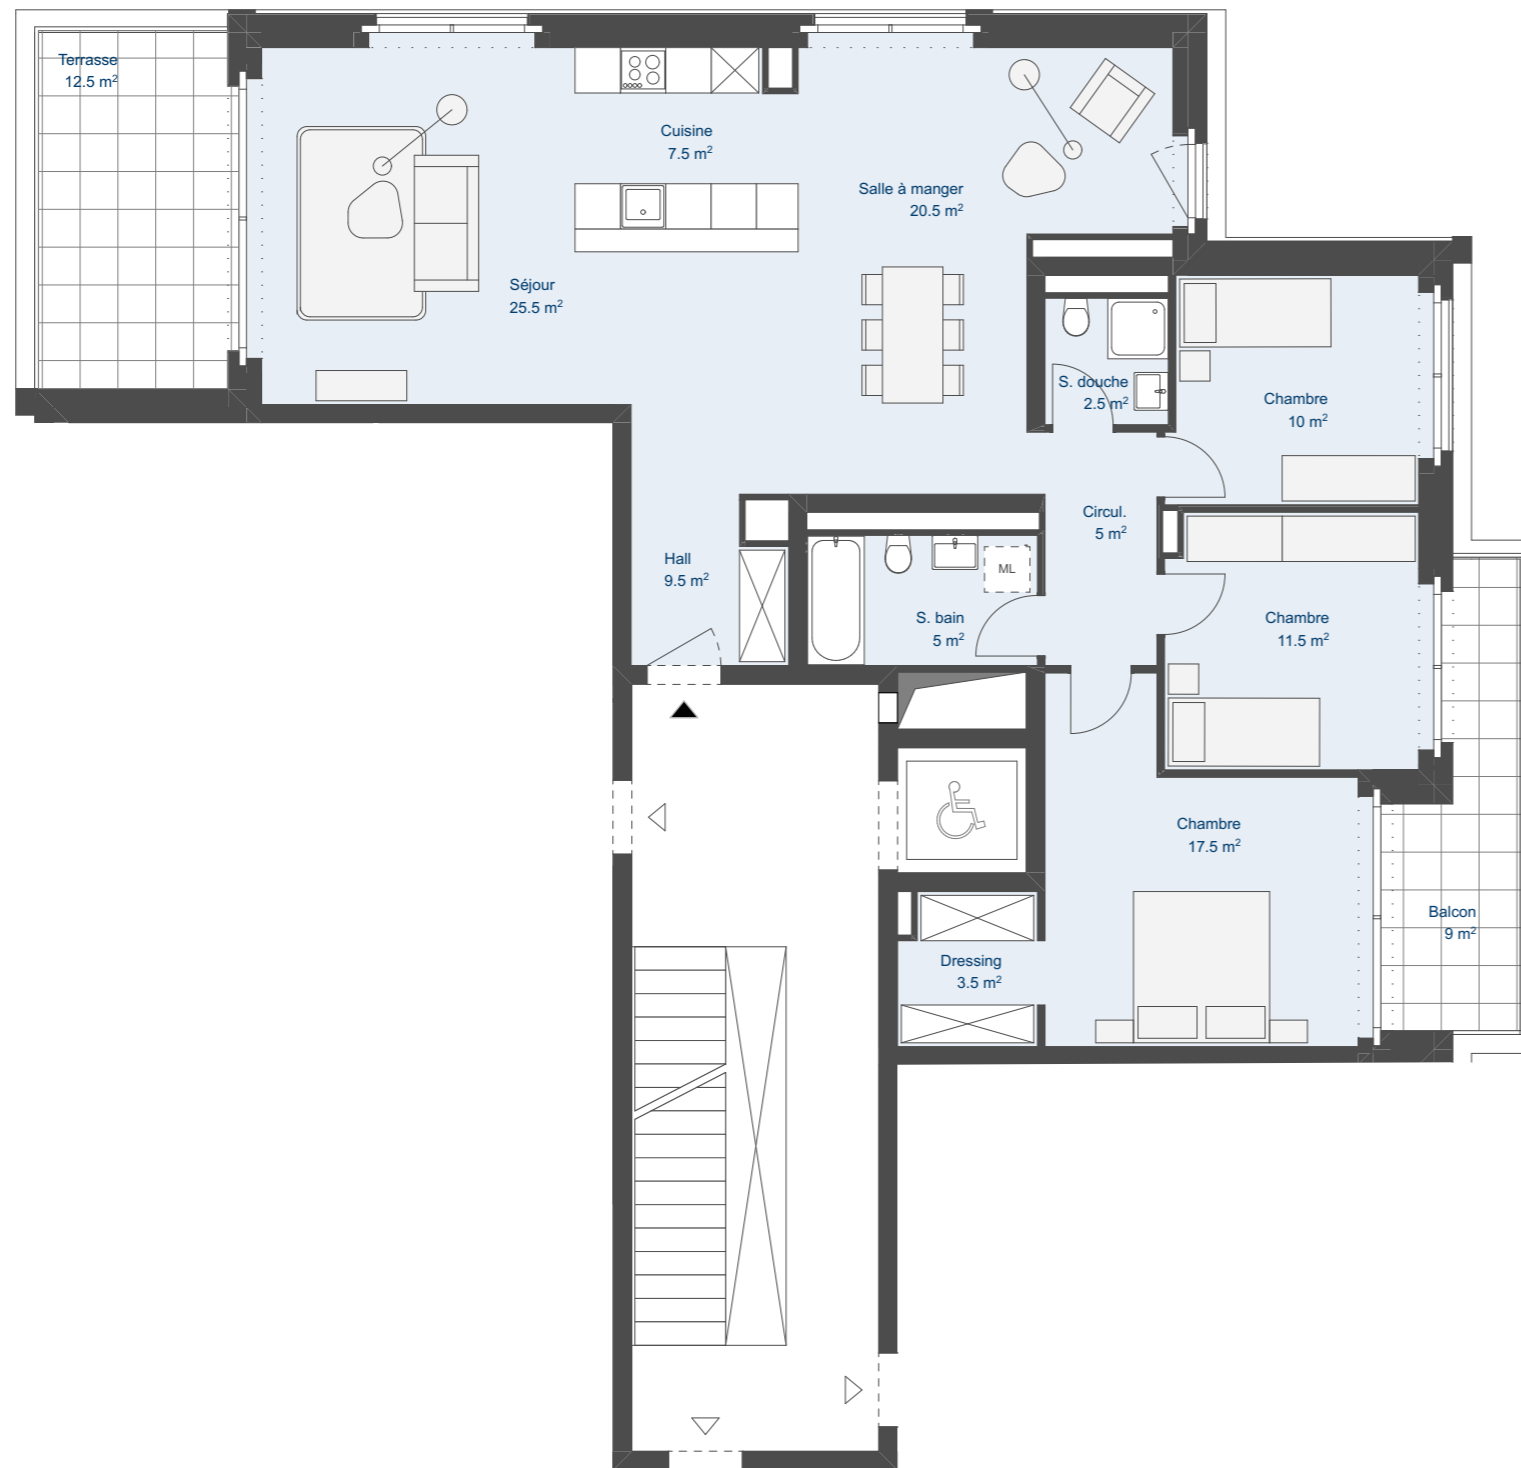 Terrasse
12.5 m²
Cuisine
7.5 m²
Salle à manger
20.5 m²
Séjour
25.5 m²
S. douche
2.5 m²
Chambre
10 m²
Circul.
5 m²
Hall
9.5 m²
ML
S. bain
5 m²
Chambre
11.5 m²
Chambre
17.5 m²
Balcon
9 m²
Dressing
3.5 m²